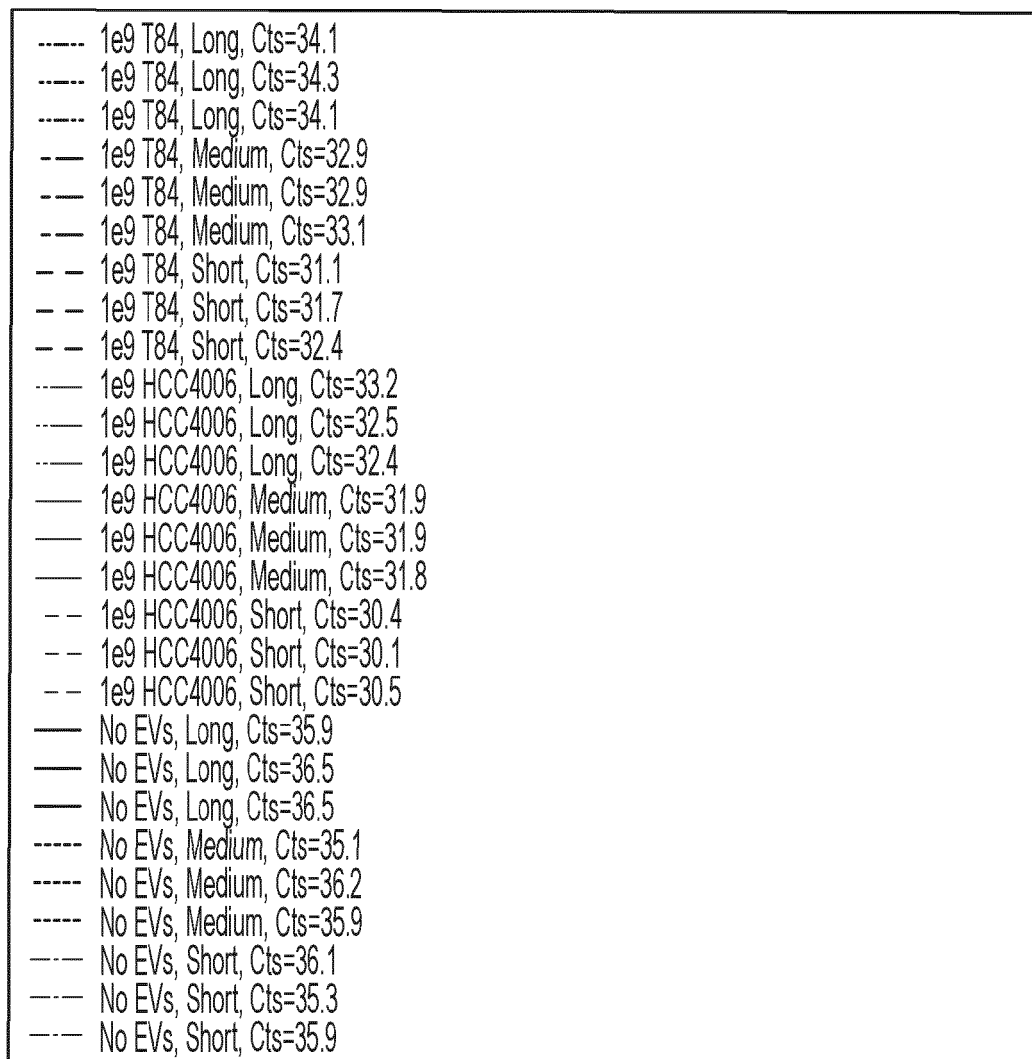 1e9 T84, Long, Cts=34.1
1e9 T84, Long, Cts=34.3
1e9 T84, Long, Cts=34.1
1e9 T84, Medium, Cts=32.9
1e9 T84, Medium, Cts=32.9
1e9 T84, Medium, Cts=33.1
1e9 T84, Short, Cts=31.1
1e9 T84, Short, Cts=31.7
1e9 T84, Short, Cts=32.4
1e9 HCC4006, Long, Cts=33.2
1e9 HCC4006, Long, Cts=32.5
1e9 HCC4006, Long, Cts=32.4
1e9 HCC4006, Medium, Cts=31.9
1e9 HCC4006, Medium, Cts=31.9
1e9 HCC4006, Medium, Cts=31.8
1e9 HCC4006, Short, Cts=30.4
1e9 HCC4006, Short, Cts=30.1
1e9 HCC4006, Short, Cts=30.5
No EVs, Long, Cts=35.9
No EVs, Long, Cts=36.5
No EVs, Long, Cts=36.5
No EVs, Medium, Cts=35.1
No EVs, Medium, Cts=36.2
No EVs, Medium, Cts=35.9
No EVs, Short, Cts=36.1
No EVs, Short, Cts=35.3
No EVs, Short, Cts=35.9